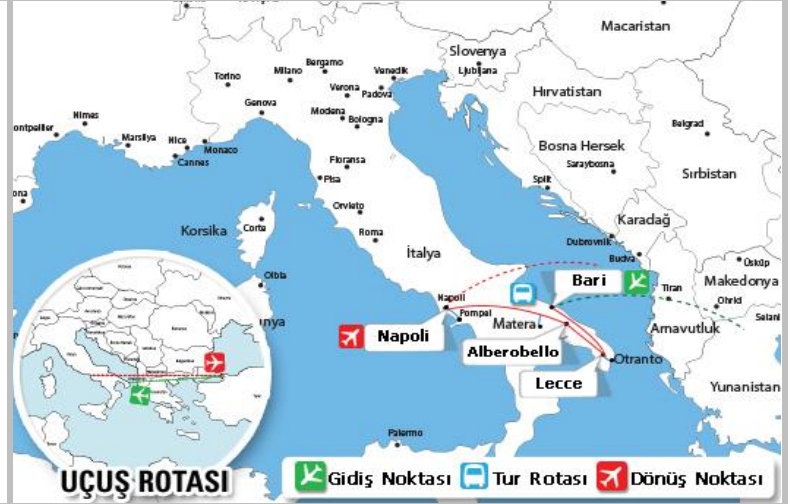 Macaristan
Slovenya
Ljubljana
Bergamo
Milano
Torino
Venedik
Verona
Padova
Hırvatistan
Genova
Modena
Bologna
Nimes
ontpellier
Marsilya
Nice
Monaco
Cannes
Belgrad
Bosna Hersek
Saraybosna
Floransa
Pisa
Sırbistan
Split
ona
Orvieto
Korsika
Corte
Roma
Karadağ
Dubrovnik
Budva
İtalya
Üsküp
Olbia
Bari
Tiran
Makedonya
Ohrid
Napoli
Pompei
nya
Matera
Selani
Arnavutluk
Napoli
Alberobello
Otranto
Lecce
Yunanistan
Palermo
UÇUŞ ROTASI
Gidiş Noktası Tur Rotası Dönüş Noktası